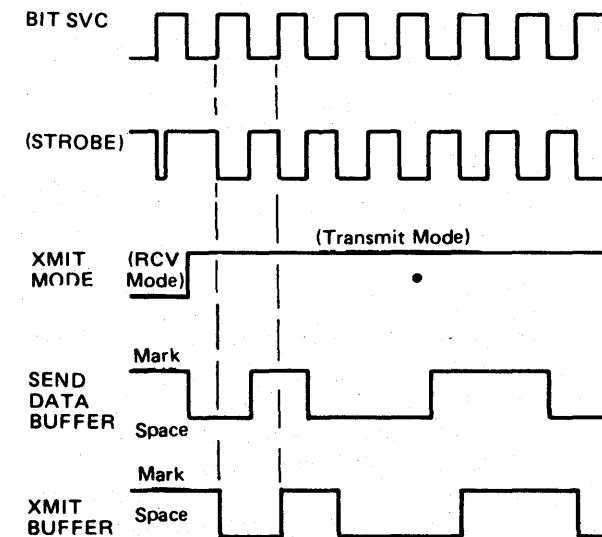 BIT SVC
(STROBE)
(Transmit Mode)
XMIT
MODE
(RCV
Mode)
Mark
SEND
DATA
BUFFER
Space
Mark
XMIT
BUFFER
Space